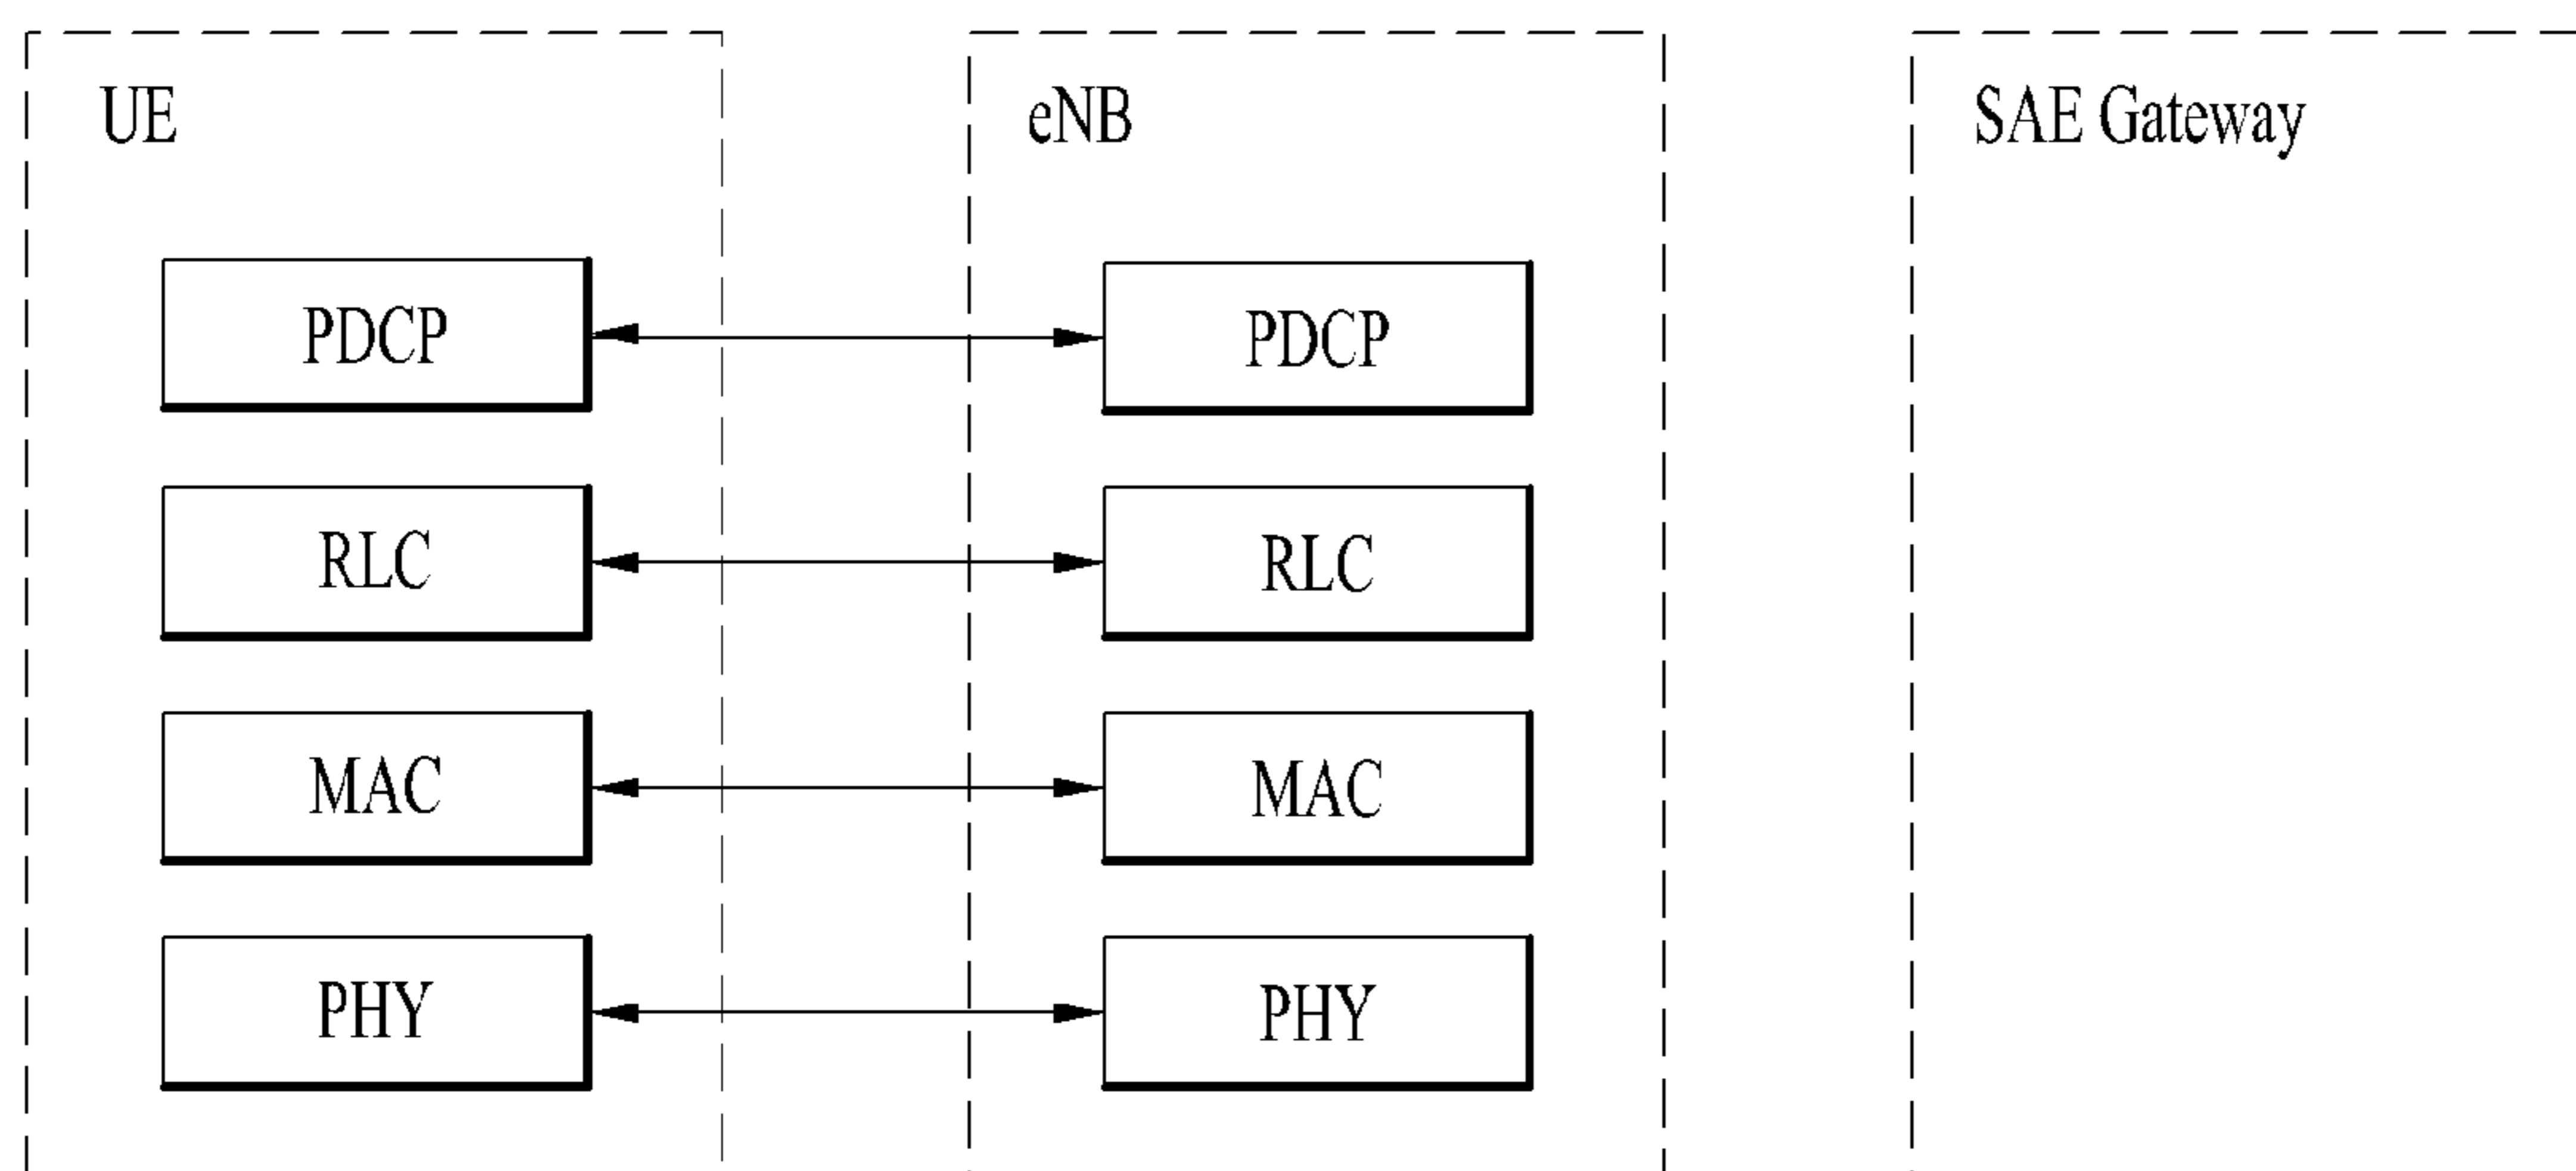 UE
eNB
SAE Gateway
PDCP
PDCP
RLC
RLC
MAC
MAC
PHY
PHY